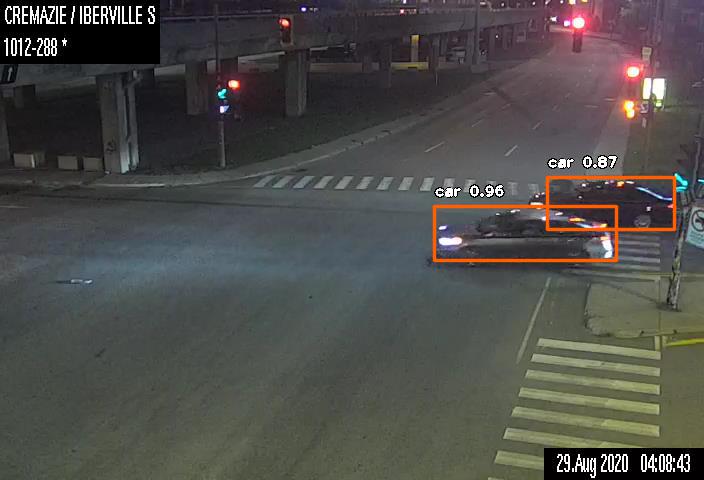 CREMAZIE / IBERVILLE S
1012-288 *
car 0.87
car 0.96
29.Aug 2020 04:08:43